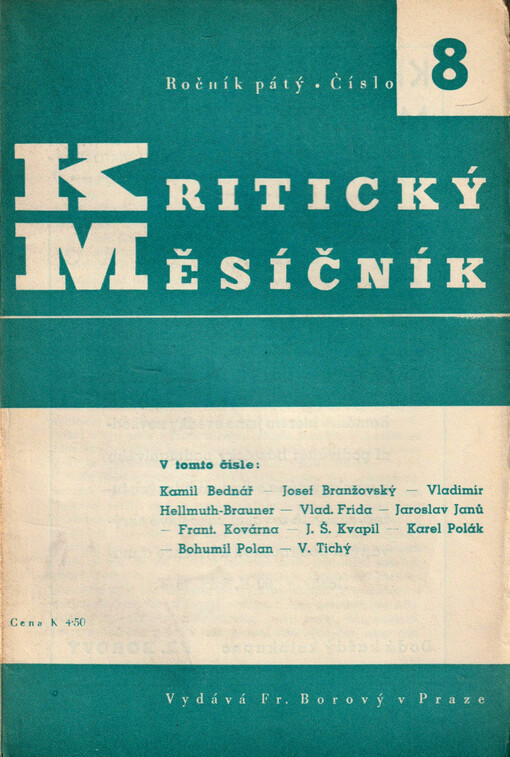 Ročník pátý • Číslo 8
KRITICKÝ
MĚSÍČNÍK
V tomto čísle:
Kamil Bednář — Josef Branžovský — Vladimír
Hellmuth-Brauner — Vlad. Frída — Jaroslav Janů
— Frant. Kovárna — J. Š. Kvapil — Karel Polák
— Bohumil Polan — V. Tichý
Cena K 4·50
Vydává Fr. Borový v Praze